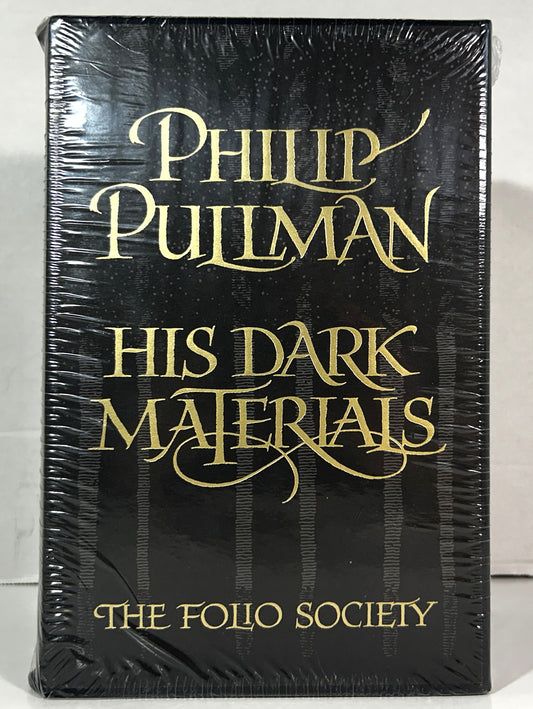 PHILIP
PULLMAN
HIS DARK
MATERIALS
THE FOLIO SOCIETY